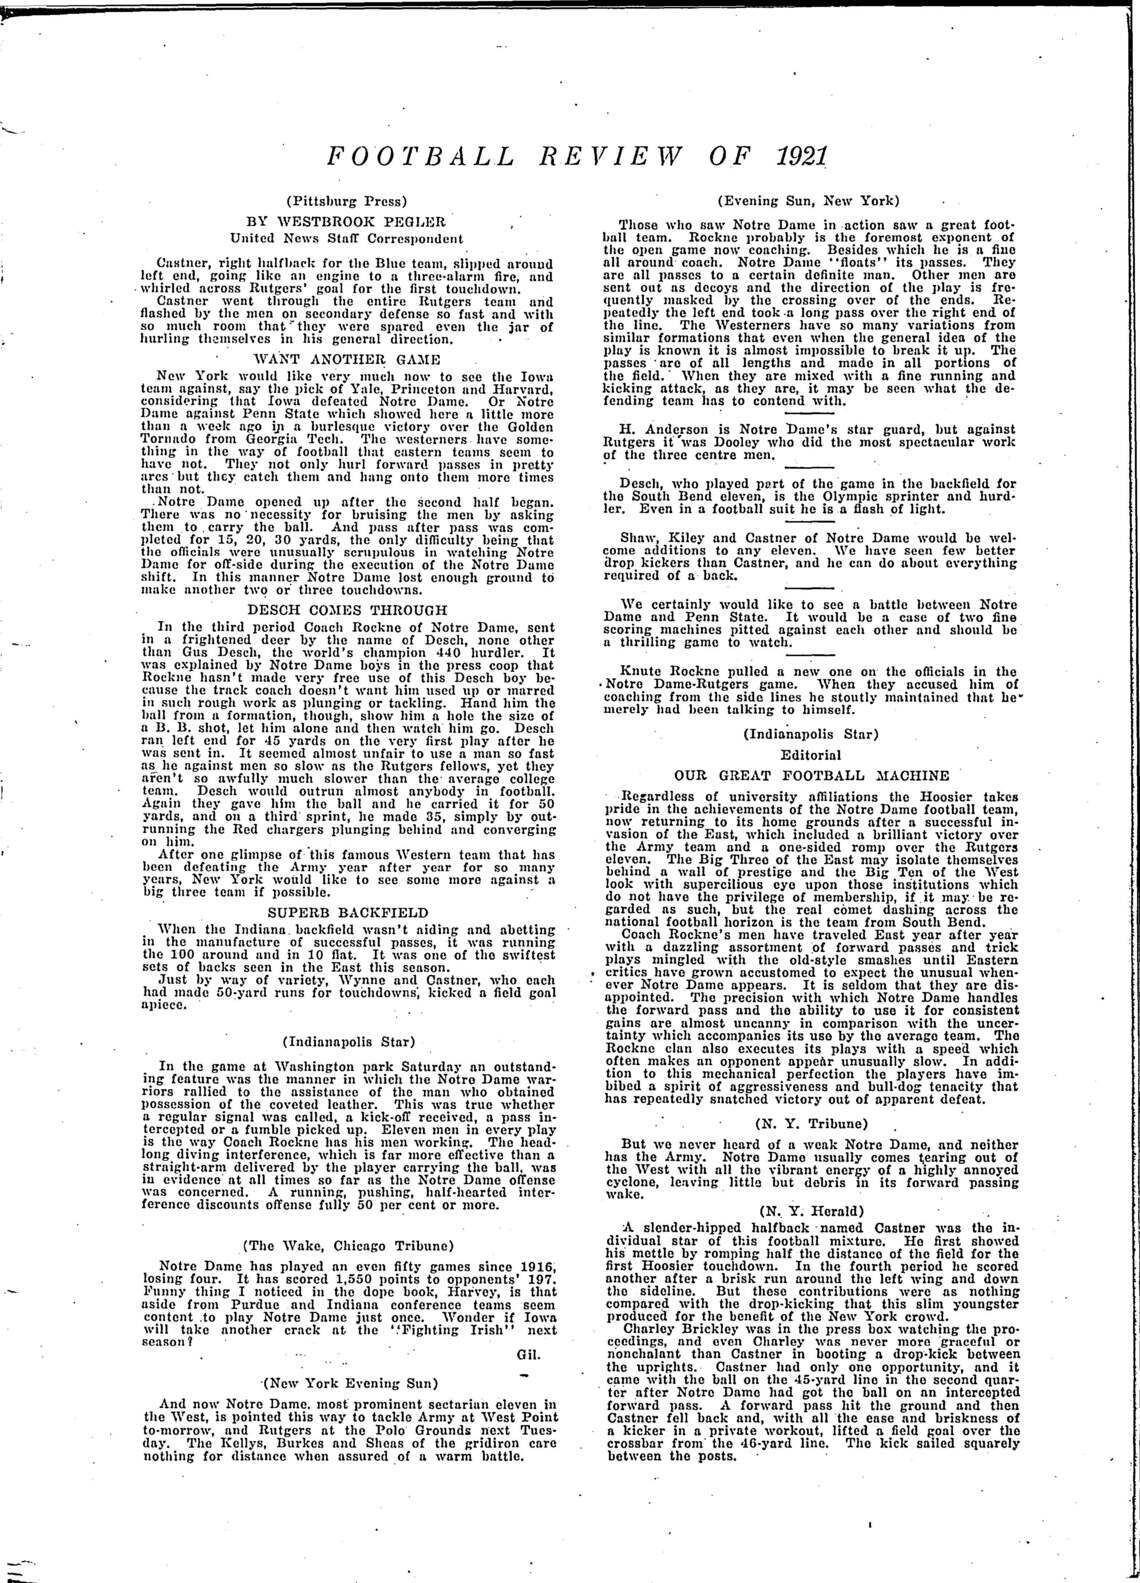 FOOTBALL REVIEW OF 1921
(Pittsburg Press)
BY WESTBROOK PEGLER
United News Staff Correspondent
Castner, right halfback for the Blue team, slipped around
left end, going like an engine to a three-alarm fire, and
whirled across Rutgers' goal for the first touchdown.
Castner went through the entire Rutgers team and
flashed by the men on secondary defense so fast and with
so much room that they were spared even the jar of
hurling themselves in his general direction.
WANT ANOTHER GAME
New York would like very much now to see the Iowa
team against, say the pick of Yale, Princeton and Harvard,
considering that Iowa defeated Notre Dame. Or Notre
Dame against Penn State which showed here a little more
than a week ago in a burlesque victory over the Golden
Tornado from Georgia Tech. The westerners have some-
thing in the way of football that eastern teams seem to
have not. They not only hurl forward passes in pretty
arcs but they catch them and hang onto them more times
than not.
Notre Dame opened up after the second half began.
There was no necessity for bruising the men by asking
them to carry the ball. And pass after pass was com-
pleted for 15, 20, 30 yards, the only difficulty being that
the officials were unusually scrupulous in watching Notre
Dame for off-side during the execution of the Notre Dame
shift. In this manner Notre Dame lost enough ground to
make another two or three touchdowns.
DESCH COMES THROUGH
In the third period Coach Rockne of Notre Dame, sent
in a frightened deer by the name of Desch, none other
than Gus Desch, the world's champion 440 hurdler. It
was explained by Notre Dame boys in the press coop that
Rockne hasn't made very free use of this Desch boy be-
cause the track coach doesn't want him used up or marred
in such rough work as plunging or tackling. Hand him the
ball from a formation, though, show him a hole the size of
a B. B. shot, let him alone and then watch him go. Desch
ran left end for 45 yards on the very first play after he
was sent in. It seemed almost unfair to use a man so fast
as he against men so slow as the Rutgers fellows, yet they
aren't so awfully much slower than the average college
team. Desch would outrun almost anybody in football.
Again they gave him the ball and he carried it for 50
yards, and on a third sprint, he made 35, simply by out-
running the Red chargers plunging behind and converging
on him.
After one glimpse of this famous Western team that has
been defeating the Army year after year for so many
years, New York would like to see some more against a
big three team if possible.
SUPERB BACKFIELD
When the Indiana backfield wasn't aiding and abetting
in the manufacture of successful passes, it was running
the 100 around and in 10 flat. It was one of the swiftest
sets of backs seen in the East this season.
Just by way of variety, Wynne and Castner, who each
had made 50-yard runs for touchdowns, kicked a field goal
apiece.
(Indianapolis Star)
In the game at Washington park Saturday an outstand-
ing feature was the manner in which the Notre Dame war-
riors rallied to the assistance of the man who obtained
possession of the coveted leather. This was true whether
a regular signal was called, a kick-off received, a pass in-
tercepted or a fumble picked up. Eleven men in every play
is the way Coach Rockne has his men working. The head-
long diving interference, which is far more effective than a
straight-arm delivered by the player carrying the ball, was
in evidence at all times so far as the Notre Dame offense
was concerned. A running, pushing, half-hearted inter-
ference discounts offense fully 50 per cent or more.
(The Wake, Chicago Tribune)
Notre Dame has played an even fifty games since 1916,
losing four. It has scored 1,550 points to opponents' 197.
Funny thing I noticed in the dope book, Harvey, is that
aside from Purdue and Indiana conference teams seem
content to play Notre Dame just once. Wonder if Iowa
will take another crack at the "Fighting Irish" next
season?
Gil.
(New York Evening Sun)
And now Notre Dame, most prominent sectarian eleven in
the West, is pointed this way to tackle Army at West Point
to-morrow, and Rutgers at the Polo Grounds next Tues-
day. The Kellys, Burkes and Sheas of the gridiron care
nothing for distance when assured of a warm battle.
(Evening Sun, New York)
Those who saw Notre Dame in action saw a great foot-
ball team. Rockne probably is the foremost exponent of
the open game now coaching. Besides which he is a fine
all around coach. Notre Dame "floats" its passes. They
are all passes to a certain definite man. Other men are
sent out as decoys and the direction of the play is fre-
quently masked by the crossing over of the ends. Re-
peatedly the left end took a long pass over the right end of
the line. The Westerners have so many variations from
similar formations that even when the general idea of the
play is known it is almost impossible to break it up. The
passes are of all lengths and made in all portions of
the field. When they are mixed with a fine running and
kicking attack, as they are, it may be seen what the de-
fending team has to contend with.
H. Anderson is Notre Dame's star guard, but against
Rutgers it was Dooley who did the most spectacular work
of the three centre men.
Desch, who played part of the game in the backfield for
the South Bend eleven, is the Olympic sprinter and hurd-
ler. Even in a football suit he is a flash of light.
Shaw, Kiley and Castner of Notre Dame would be wel-
come additions to any eleven. We have seen few better
drop kickers than Castner, and he can do about everything
required of a back.
We certainly would like to see a battle between Notre
Dame and Penn State. It would be a case of two fine
scoring machines pitted against each other and should be
a thrilling game to watch.
Knute Rockne pulled a new one on the officials in the
Notre Dame-Rutgers game. When they accused him of
coaching from the side lines he stoutly maintained that he
merely had been talking to himself.
(Indianapolis Star)
Editorial
OUR GREAT FOOTBALL MACHINE
Regardless of university affiliations the Hoosier takes
pride in the achievements of the Notre Dame football team,
now returning to its home grounds after a successful in-
vasion of the East, which included a brilliant victory over
the Army team and a one-sided romp over the Rutgers
eleven. The Big Three of the East may isolate themselves
behind a wall of prestige and the Big Ten of the West
look with supercilious eye upon those institutions which
do not have the privilege of membership, if it may be re-
garded as such, but the real comet dashing across the
national football horizon is the team from South Bend.
Coach Rockne's men have traveled East year after year
with a dazzling assortment of forward passes and trick
plays mingled with the old-style smashes until Eastern
critics have grown accustomed to expect the unusual when-
ever Notre Dame appears. It is seldom that they are dis-
appointed. The precision with which Notre Dame handles
the forward pass and the ability to use it for consistent
gains are almost uncanny in comparison with the uncer-
tainty which accompanies its use by the average team. The
Rockne clan also executes its plays with a speed which
often makes an opponent appear unusually slow. In addi-
tion to this mechanical perfection the players have im-
bibed a spirit of aggressiveness and bull-dog tenacity that
has repeatedly snatched victory out of apparent defeat.
(N. Y. Tribune)
But we never heard of a weak Notre Dame, and neither
has the Army. Notre Dame usually comes tearing out of
the West with all the vibrant energy of a highly annoyed
cyclone, leaving little but debris in its forward passing
wake.
(N. Y. Herald)
A slender-hipped halfback named Castner was the in-
dividual star of this football mixture. He first showed
his mettle by romping half the distance of the field for the
first Hoosier touchdown. In the fourth period he scored
another after a brisk run around the left wing and down
the sideline. But these contributions were as nothing
compared with the drop-kicking that this slim youngster
produced for the benefit of the New York crowd.
Charley Brickley was in the press box watching the pro-
ceedings, and even Charley was never more graceful or
nonchalant than Castner in booting a drop-kick between
the uprights. Castner had only one opportunity, and it
came with the ball on the 45-yard line in the second quar-
ter after Notre Dame had got the ball on an intercepted
forward pass. A forward pass hit the ground and then
Castner fell back and, with all the ease and briskness of
a kicker in a private workout, lifted a field goal over the
crossbar from the 46-yard line. The kick sailed squarely
between the posts.